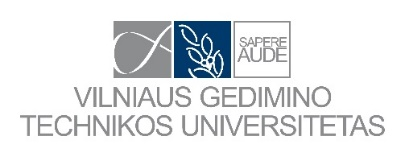 SAPERE
AUDE
VILNIAUS GEDIMINO
TECHNIKOS UNIVERSITETAS